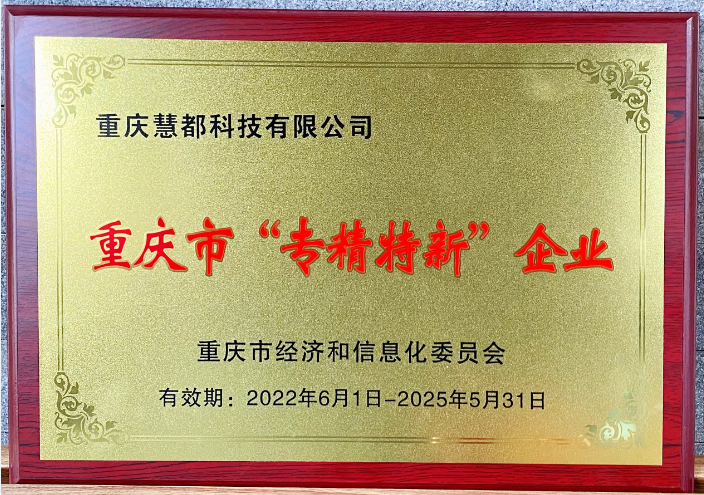 重庆慧都科技有限公司
重庆市“专精特新”企业
重庆市经济和信息化委员会
有效期：2022年6月1日-2025年5月31日